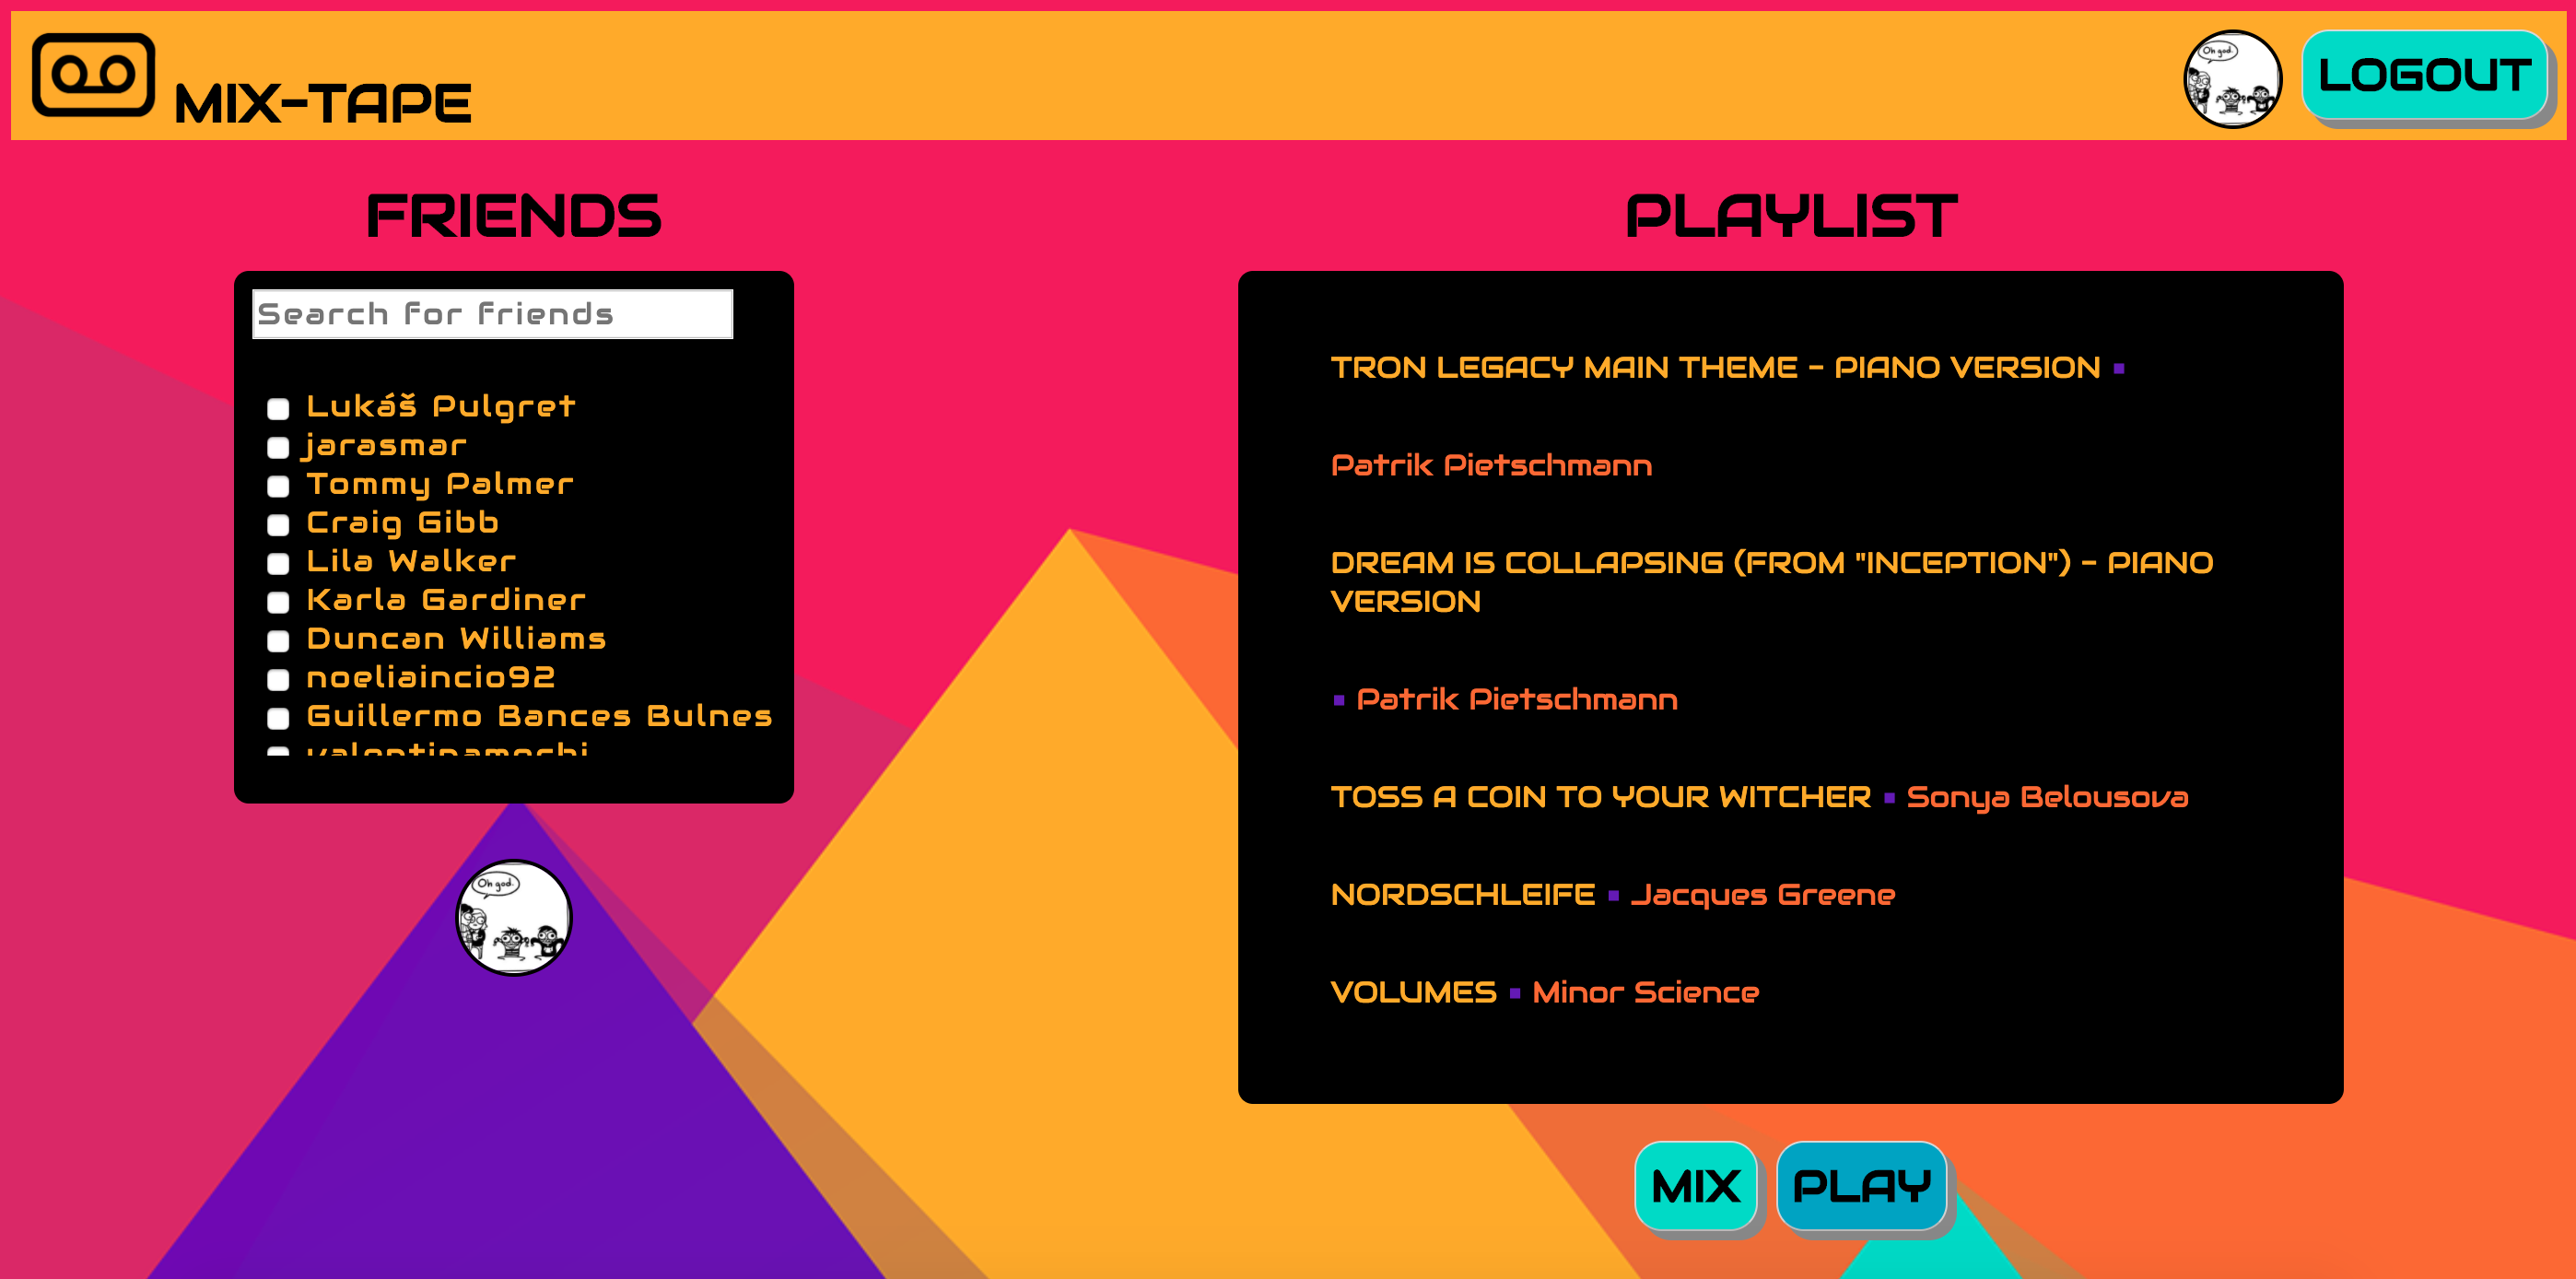 MIX-TAPE
Oh god.
LOGOUT
FRIENDS
Search for friends
Lukáš Pulgret
jarasmar
Tommy Palmer
Craig Gibb
Lila Walker
Karla Gardiner
Duncan Williams
noeliaincio92
Guillermo Bances Bulnes
Oh god.
PLAYLIST
TRON LEGACY MAIN THEME - PIANO VERSION ▪
Patrik Pietschmann
DREAM IS COLLAPSING (FROM "INCEPTION") - PIANO
VERSION
▪ Patrik Pietschmann
TOSS A COIN TO YOUR WITCHER ▪ Sonya Belousova
NORDSCHLEIFE ▪ Jacques Greene
VOLUMES ▪ Minor Science
MIX
PLAY